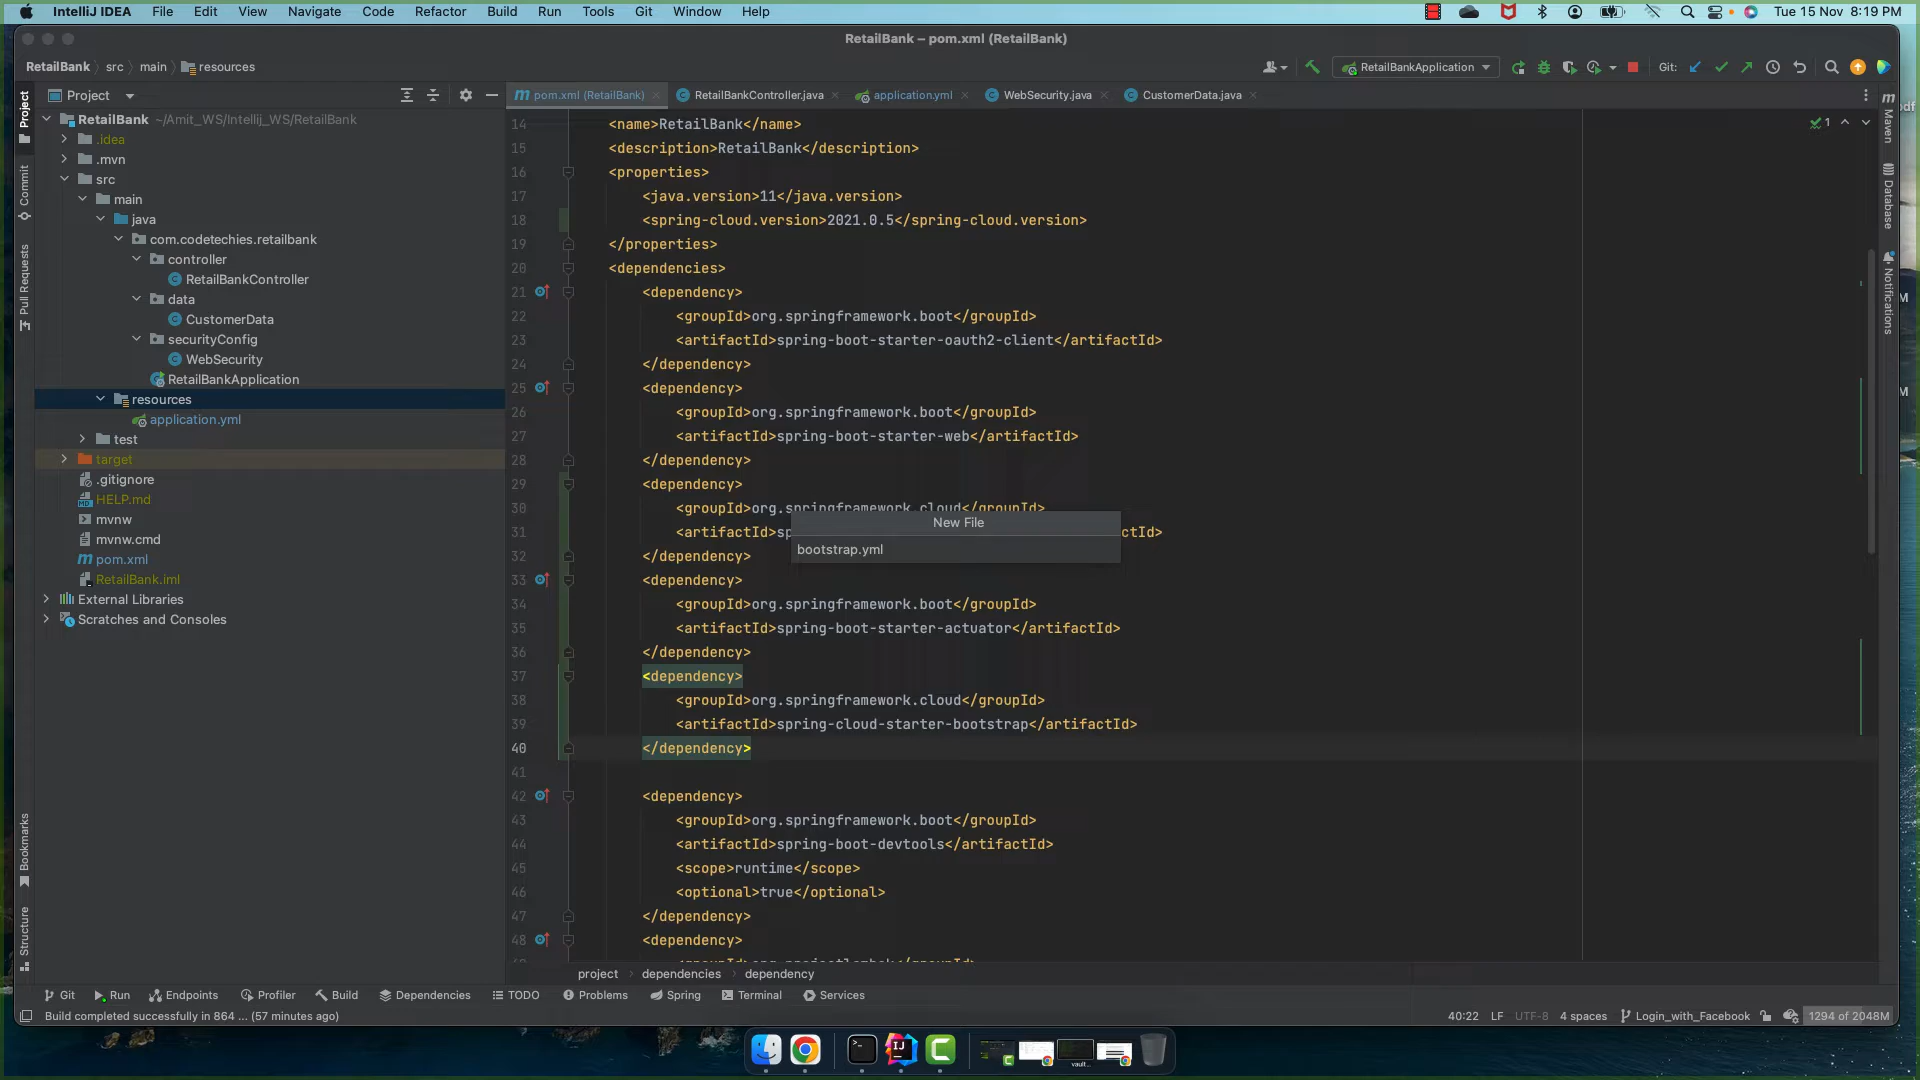 IntelliJ IDEA File Edit View Navigate Code Refactor Build Run Tools Git Window Help Tue 15 Nov 8:19 PM
RetailBank – pom.xml (RetailBank)
RetailBank src main resources RetailBankApplication Git:
Project pom.xml (RetailBank) RetailBankController.java application.yml WebSecurity.java CustomerData.java
RetailBank ~/Amit_WS/Intellij_WS/RetailBank
.idea
.mvn
src
main
java
com.codetechies.retailbank
controller
RetailBankController
data
CustomerData
securityConfig
WebSecurity
RetailBankApplication
resources
application.yml
test
target
.gitignore
HELP.md
mvnw
mvnw.cmd
pom.xml
RetailBank.iml
External Libraries
Scratches and Consoles
Project
Commit
Pull Requests
Bookmarks
Structure
14 <name>RetailBank</name>
15 <description>RetailBank</description>
16 <properties>
17 <java.version>11</java.version>
18 <spring-cloud.version>2021.0.5</spring-cloud.version>
19 </properties>
20 <dependencies>
21 <dependency>
22 <groupId>org.springframework.boot</groupId>
23 <artifactId>spring-boot-starter-oauth2-client</artifactId>
24 </dependency>
25 <dependency>
26 <groupId>org.springframework.boot</groupId>
27 <artifactId>spring-boot-starter-web</artifactId>
28 </dependency>
29 <dependency>
30 <groupId>org.springframework.cloud</groupId>
31 <artifactId>sp ctId>
32 </dependency>
33 <dependency>
34 <groupId>org.springframework.boot</groupId>
35 <artifactId>spring-boot-starter-actuator</artifactId>
36 </dependency>
37 <dependency>
38 <groupId>org.springframework.cloud</groupId>
39 <artifactId>spring-cloud-starter-bootstrap</artifactId>
40 </dependency>
41
42 <dependency>
43 <groupId>org.springframework.boot</groupId>
44 <artifactId>spring-boot-devtools</artifactId>
45 <scope>runtime</scope>
46 <optional>true</optional>
47 </dependency>
48 <dependency>
New File
bootstrap.yml
1
Maven
Database
Notifications
project dependencies dependency
Git Run Endpoints Profiler Build Dependencies TODO Problems Spring Terminal Services
Build completed successfully in 864 ... (57 minutes ago) 40:22 LF UTF-8 4 spaces Login_with_Facebook 1294 of 2048M